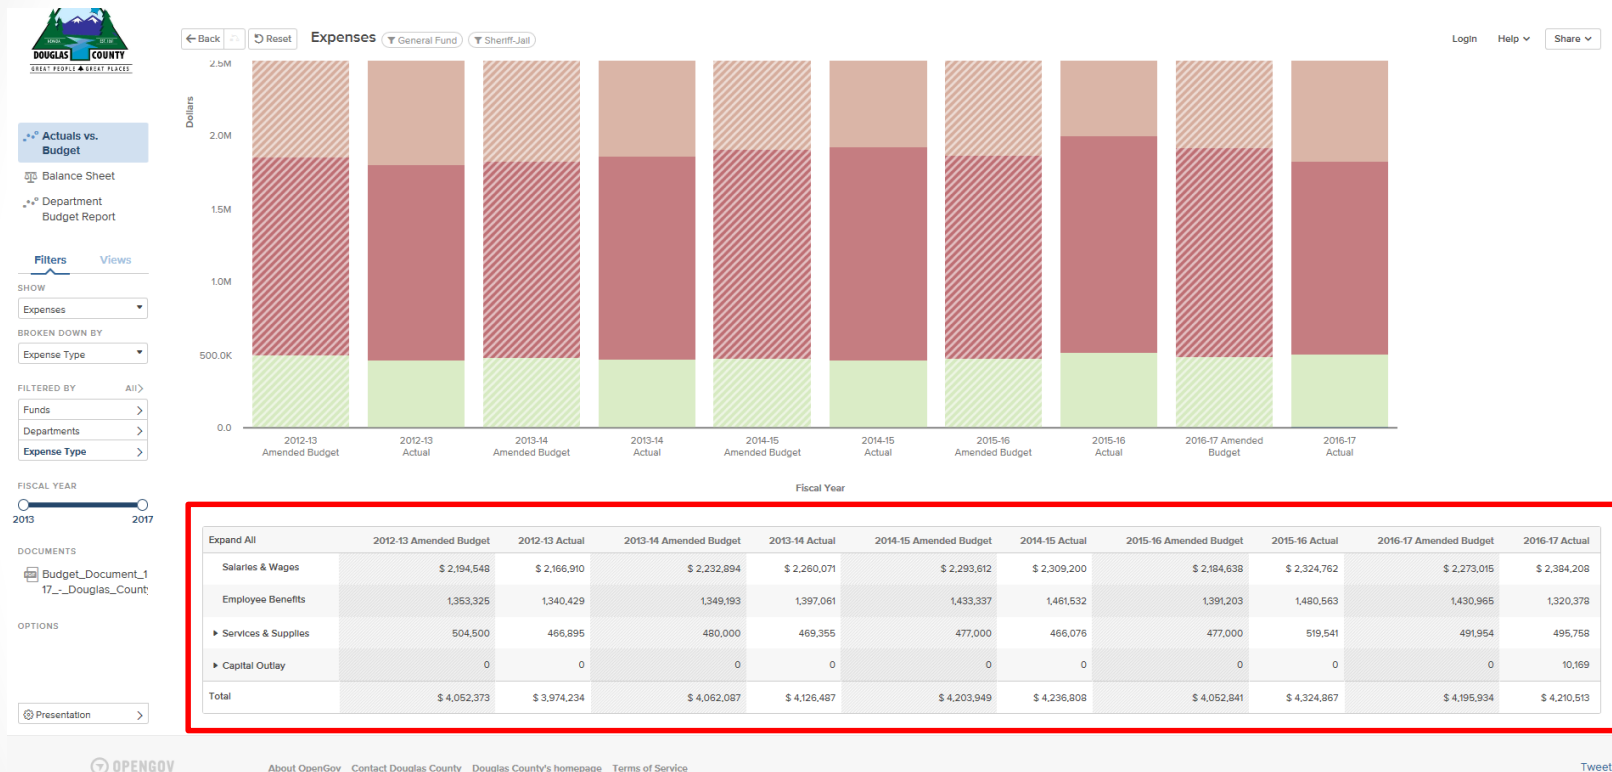 NEVADA
EST. 1861
DOUGLAS COUNTY
GREAT PEOPLE GREAT PLACES
Back
Reset
Expenses
General Fund
Sheriff-Jail
Login
Help
Share
Actuals vs.
Budget
Balance Sheet
Department
Budget Report
Filters Views
SHOW
Expenses
BROKEN DOWN BY
Expense Type
FILTERED BY All
Funds
Departments
Expense Type
FISCAL YEAR
2013 2017
DOCUMENTS
Budget_Document_1
17_-_Douglas_County
OPTIONS
Presentation
Dollars
2.5M
2.0M
1.5M
1.0M
500.0K
0.0
2012-13 Amended Budget
2012-13 Actual
2013-14 Amended Budget
2013-14 Actual
2014-15 Amended Budget
2014-15 Actual
2015-16 Amended Budget
2015-16 Actual
2016-17 Amended Budget
2016-17 Actual
Fiscal Year
Expand All 2012-13 Amended Budget 2012-13 Actual 2013-14 Amended Budget 2013-14 Actual 2014-15 Amended Budget 2014-15 Actual 2015-16 Amended Budget 2015-16 Actual 2016-17 Amended Budget 2016-17 Actual
Salaries & Wages $ 2,194,548 $ 2,166,910 $ 2,232,894 $ 2,260,071 $ 2,293,612 $ 2,309,200 $ 2,184,638 $ 2,324,762 $ 2,273,015 $ 2,384,208
Employee Benefits 1,353,325 1,340,429 1,349,193 1,397,061 1,433,337 1,461,532 1,391,203 1,480,563 1,430,965 1,320,378
Services & Supplies 504,500 466,895 480,000 469,355 477,000 466,076 477,000 519,541 491,954 495,758
Capital Outlay 0 0 0 0 0 0 0 0 0 10,169
Total $ 4,052,373 $ 3,974,234 $ 4,062,087 $ 4,126,487 $ 4,203,949 $ 4,236,808 $ 4,052,841 $ 4,324,867 $ 4,195,934 $ 4,210,513
OPENGOV
About OpenGov Contact Douglas County Douglas County's homepage Terms of Service
Tweet